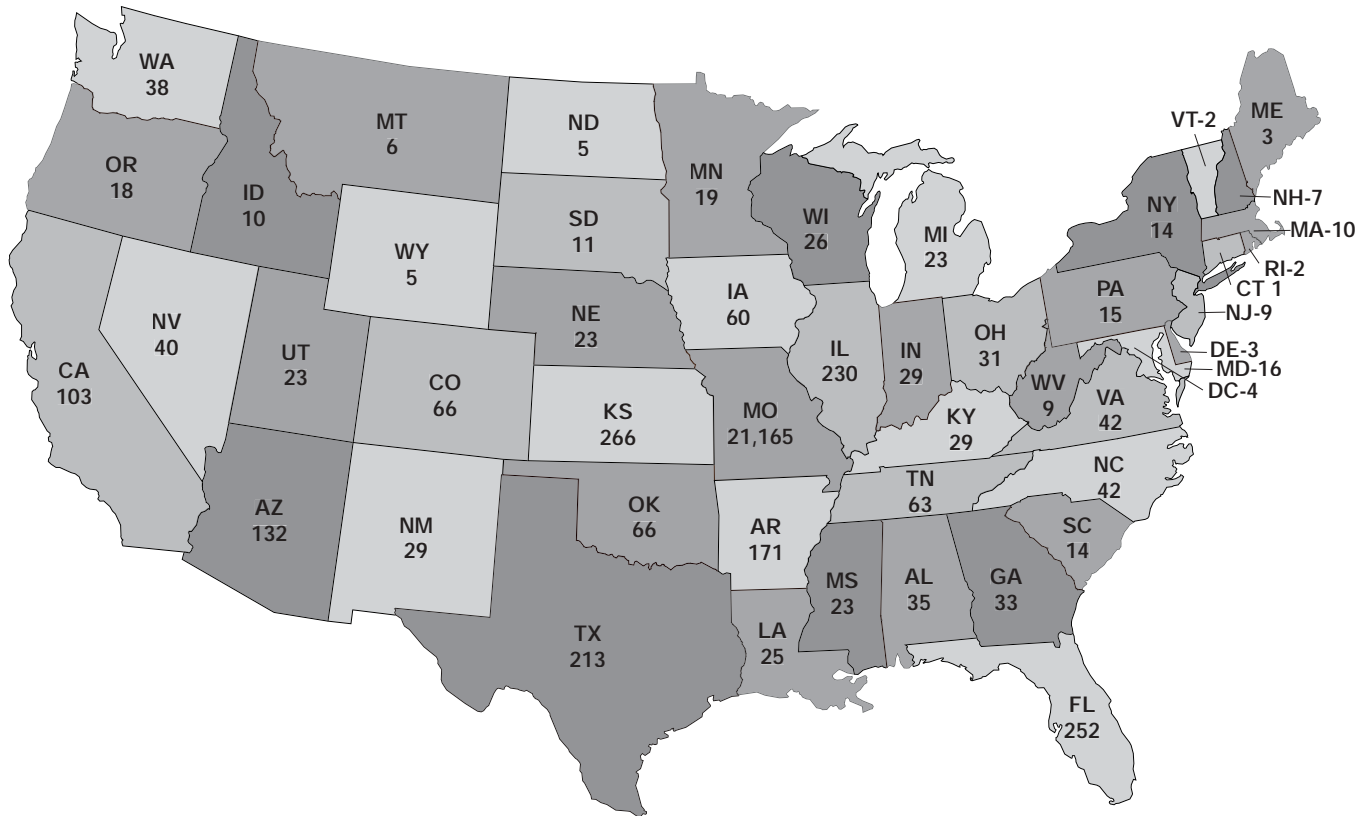 WA
38
OR
18
CA
103
NV
40
ID
10
MT
6
WY
5
UT
23
AZ
132
CO
66
NM
29
ND
5
SD
11
NE
23
KS
266
OK
66
TX
213
MN
19
IA
60
MO
21,165
AR
171
LA
25
WI
26
IL
230
MI
23
IN
29
OH
31
KY
29
TN
63
MS
23
AL
35
GA
33
FL
252
SC
14
NC
42
VA
42
WV
9
PA
15
NY
14
VT-2
ME
3
NH-7
MA-10
RI-2
CT 1
NJ-9
DE-3
MD-16
DC-4